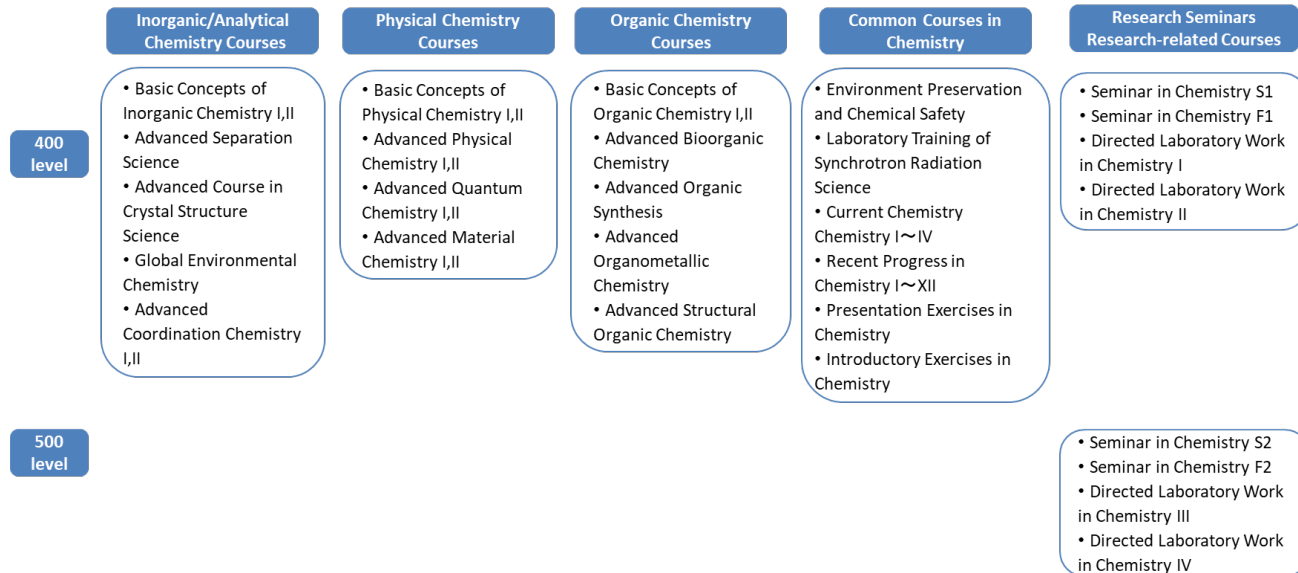 Inorganic/Analytical
Chemistry Courses
Physical Chemistry
Courses
Organic Chemistry
Courses
Common Courses in
Chemistry
Research Seminars
Research-related Courses
400
level
• Basic Concepts of
Inorganic Chemistry I,II
• Advanced Separation
Science
• Advanced Course in
Crystal Structure
Science
• Global Environmental
Chemistry
• Advanced
Coordination Chemistry
I,II
• Basic Concepts of
Physical Chemistry I,II
• Advanced Physical
Chemistry I,II
• Advanced Quantum
Chemistry I,II
• Advanced Material
Chemistry I,II
• Basic Concepts of
Organic Chemistry I,II
• Advanced Bioorganic
Chemistry
• Advanced Organic
Synthesis
• Advanced
Organometallic
Chemistry
• Advanced Structural
Organic Chemistry
• Environment Preservation
and Chemical Safety
• Laboratory Training of
Synchrotron Radiation
Science
• Current Chemistry
Chemistry I～IV
• Recent Progress in
Chemistry I～XII
• Presentation Exercises in
Chemistry
• Introductory Exercises in
Chemistry
• Seminar in Chemistry S1
• Seminar in Chemistry F1
• Directed Laboratory Work
in Chemistry I
• Directed Laboratory Work
in Chemistry II
500
level
• Seminar in Chemistry S2
• Seminar in Chemistry F2
• Directed Laboratory Work
in Chemistry III
• Directed Laboratory Work
in Chemistry IV